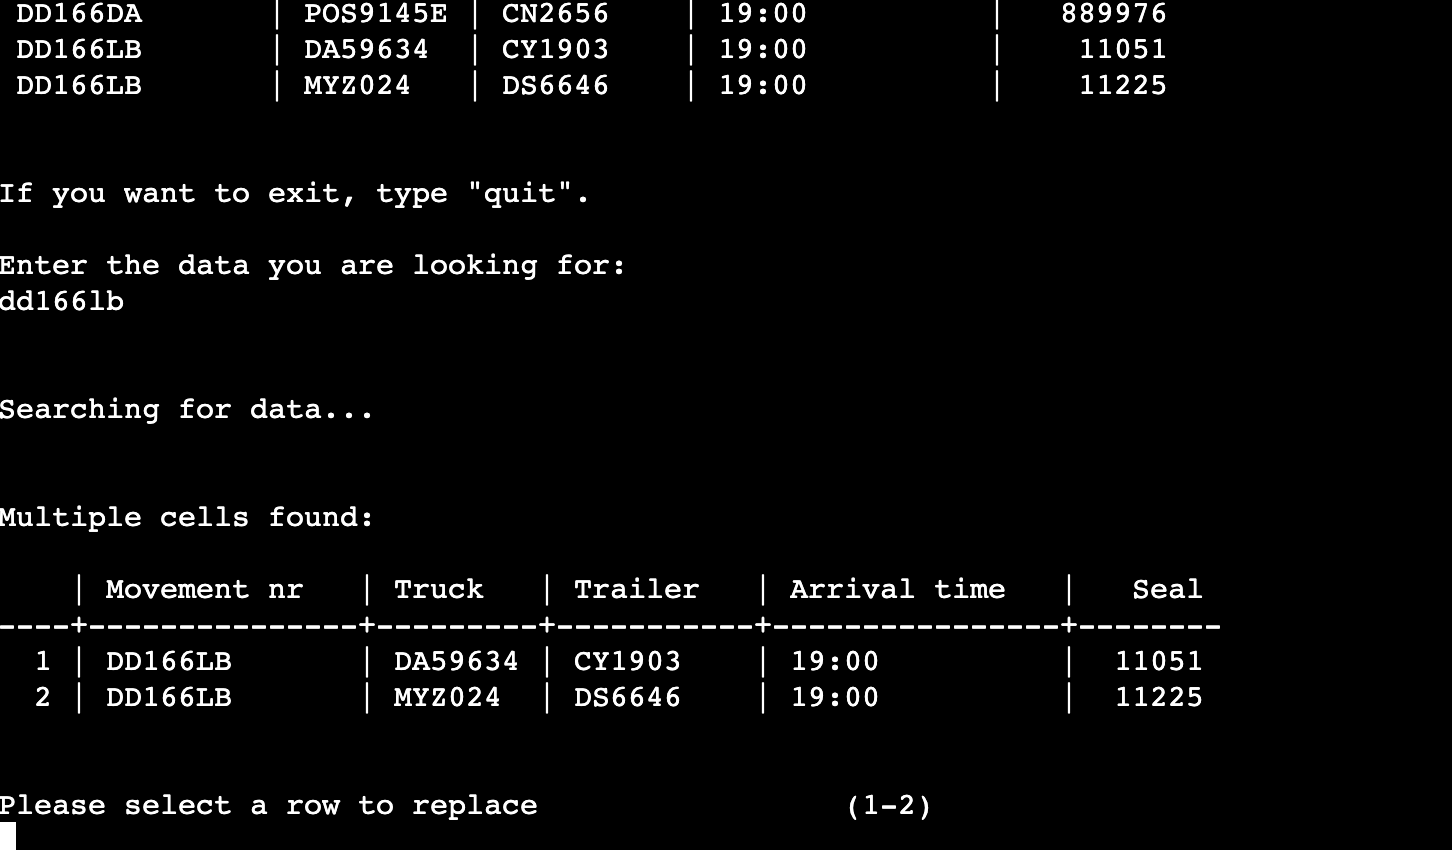 DD166DA | POS9145E | CN2656 | 19:00 | 889976
DD166LB | DA59634 | CY1903 | 19:00 | 11051
DD166LB | MYZ024 | DS6646 | 19:00 | 11225
If you want to exit, type "quit".
Enter the data you are looking for:
dd166lb
Searching for data...
Multiple cells found:
| Movement nr | Truck | Trailer | Arrival time | Seal
----+---------------+---------+-----------+----------------+--------
1 | DD166LB | DA59634 | CY1903 | 19:00 | 11051
2 | DD166LB | MYZ024 | DS6646 | 19:00 | 11225
Please select a row to replace (1-2)